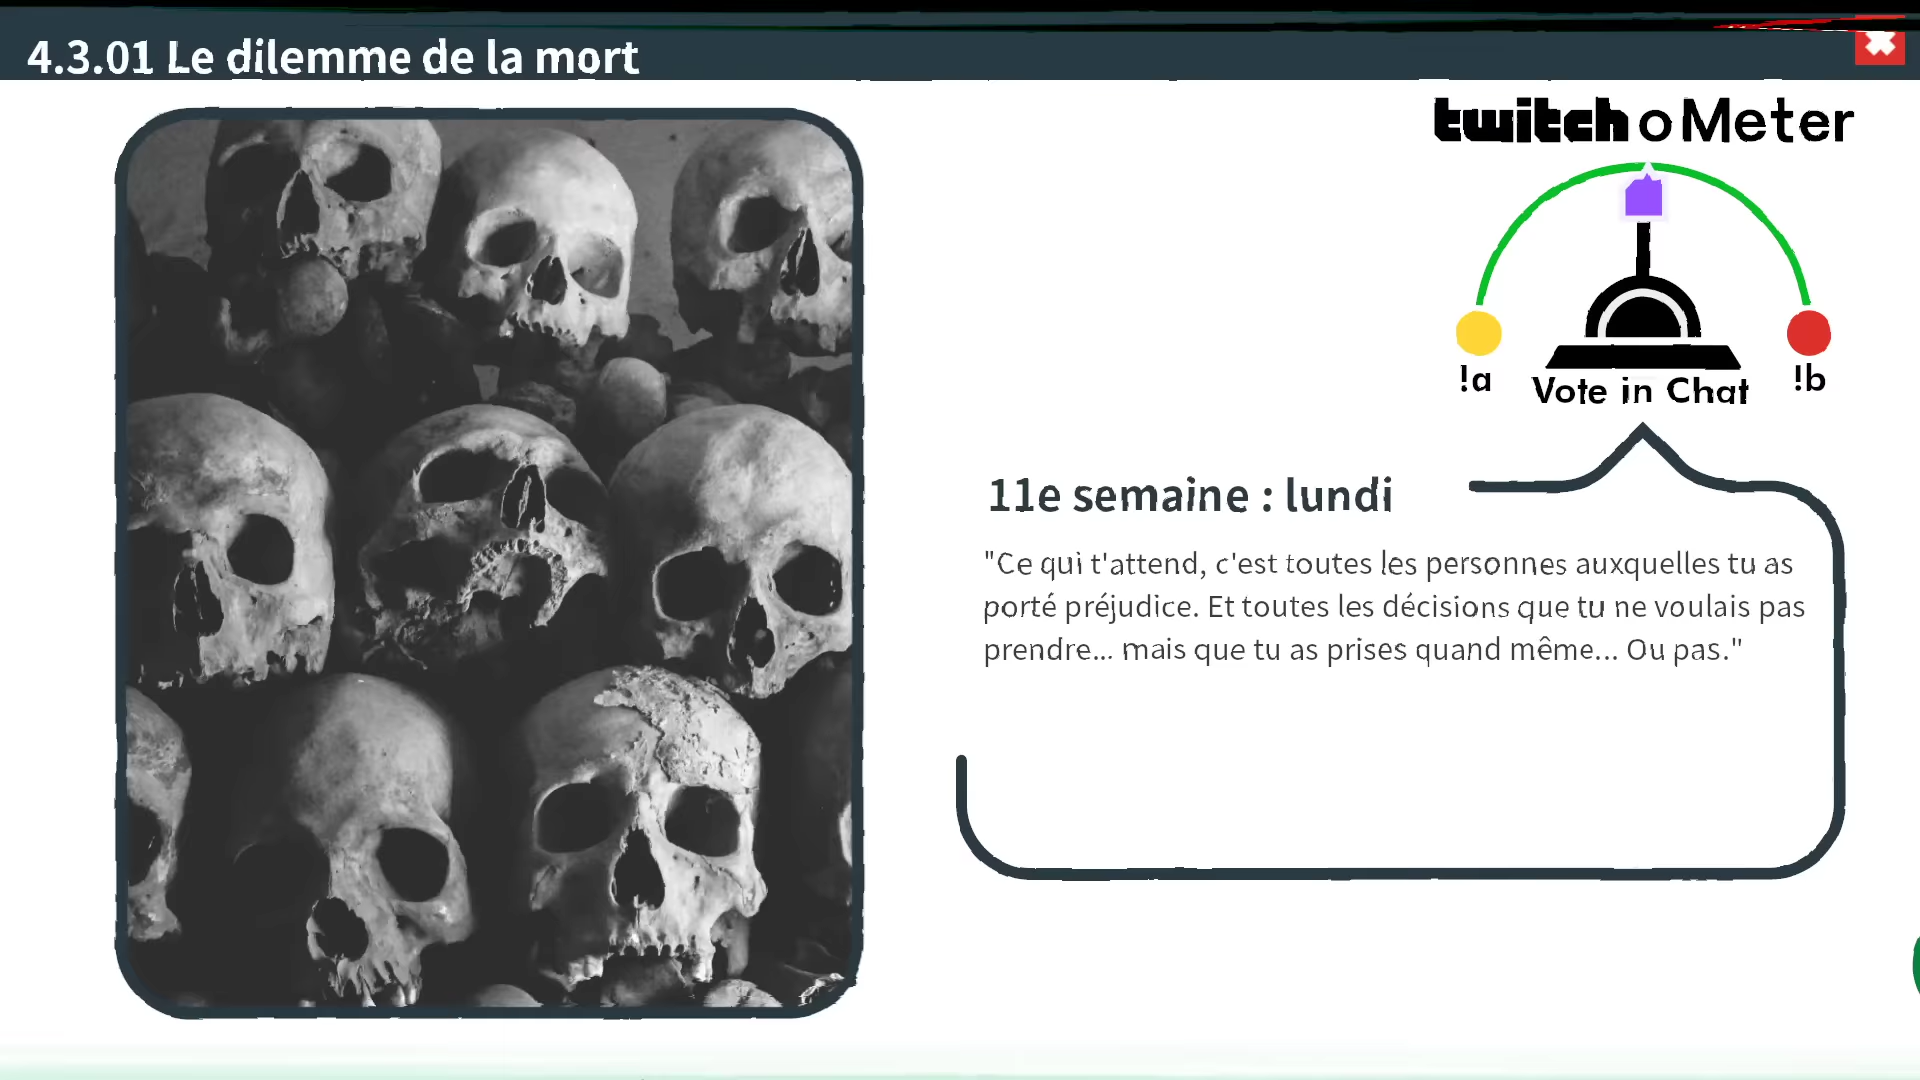 4.3.01 Le dilemme de la mort
twitch o Meter
!a
Vote in Chat
!b
11e semaine : lundi
"Ce qui t'attend, c'est toutes les personnes auxquelles tu as
porté préjudice. Et toutes les décisions que tu ne voulais pas
prendre... mais que tu as prises quand même... Ou pas."